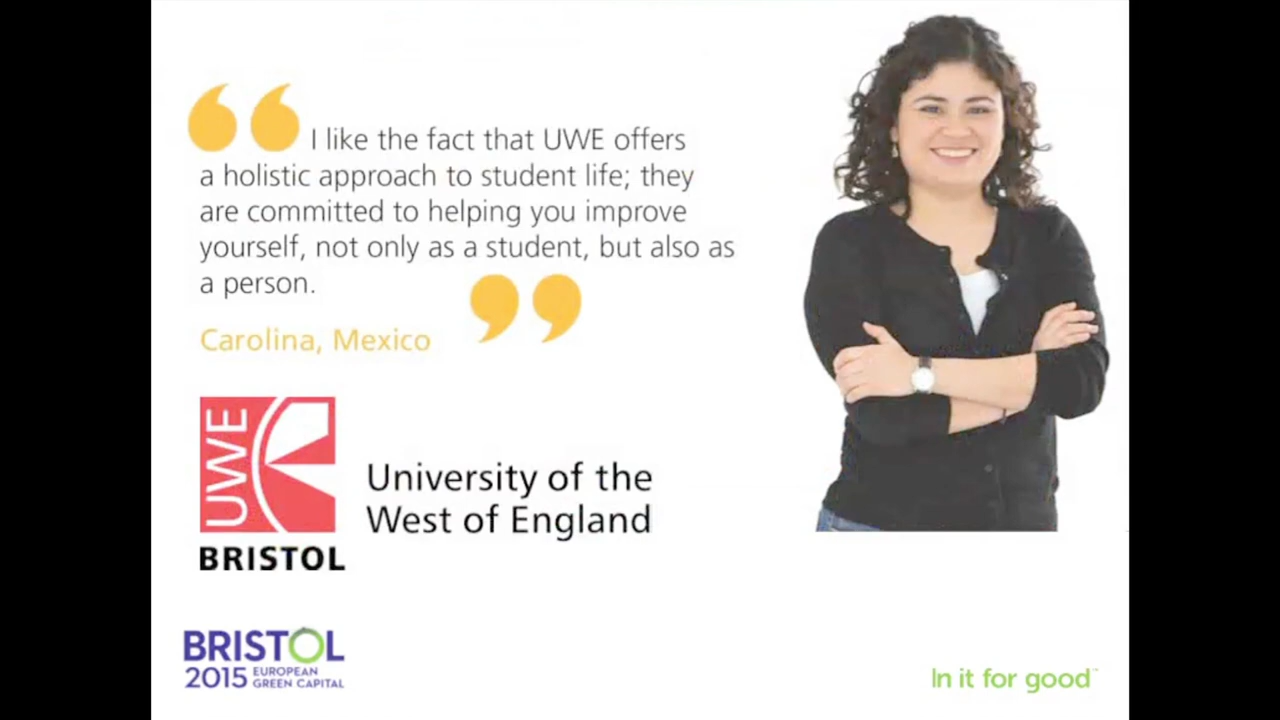 “ I like the fact that UWE offers
a holistic approach to student life; they
are committed to helping you improve
yourself, not only as a student, but also as
a person. ”
Carolina, Mexico
UWE
BRISTOL
University of the
West of England
BRISTOL
2015 EUROPEAN
GREEN CAPITAL
In it for good™